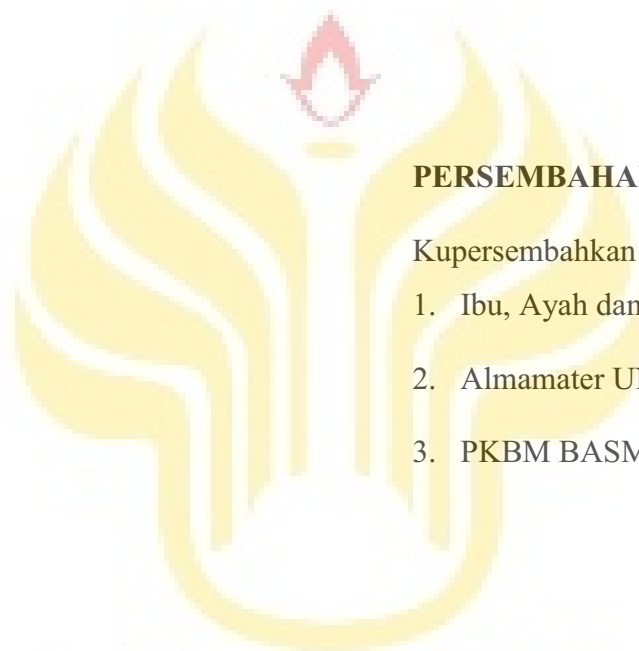 PERSEMBAHA
Kupersembahkan
1. Ibu, Ayah dan
2. Almamater U
3. PKBM BASM